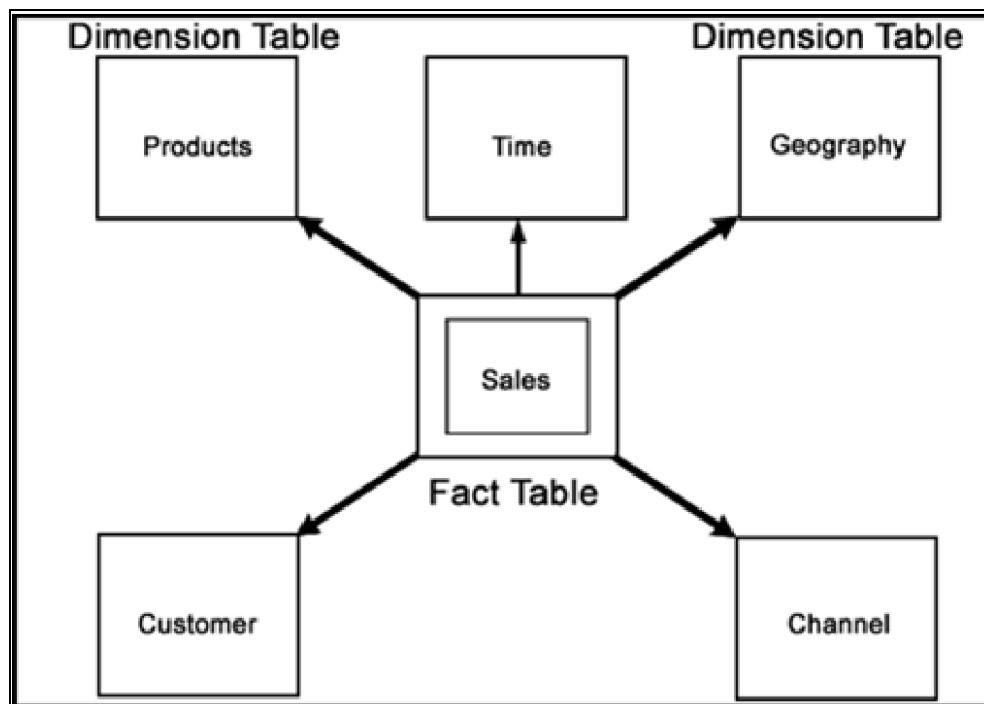 Dimension Table
Dimension Table
Products
Time
Geography
Sales
Fact Table
Customer
Channel